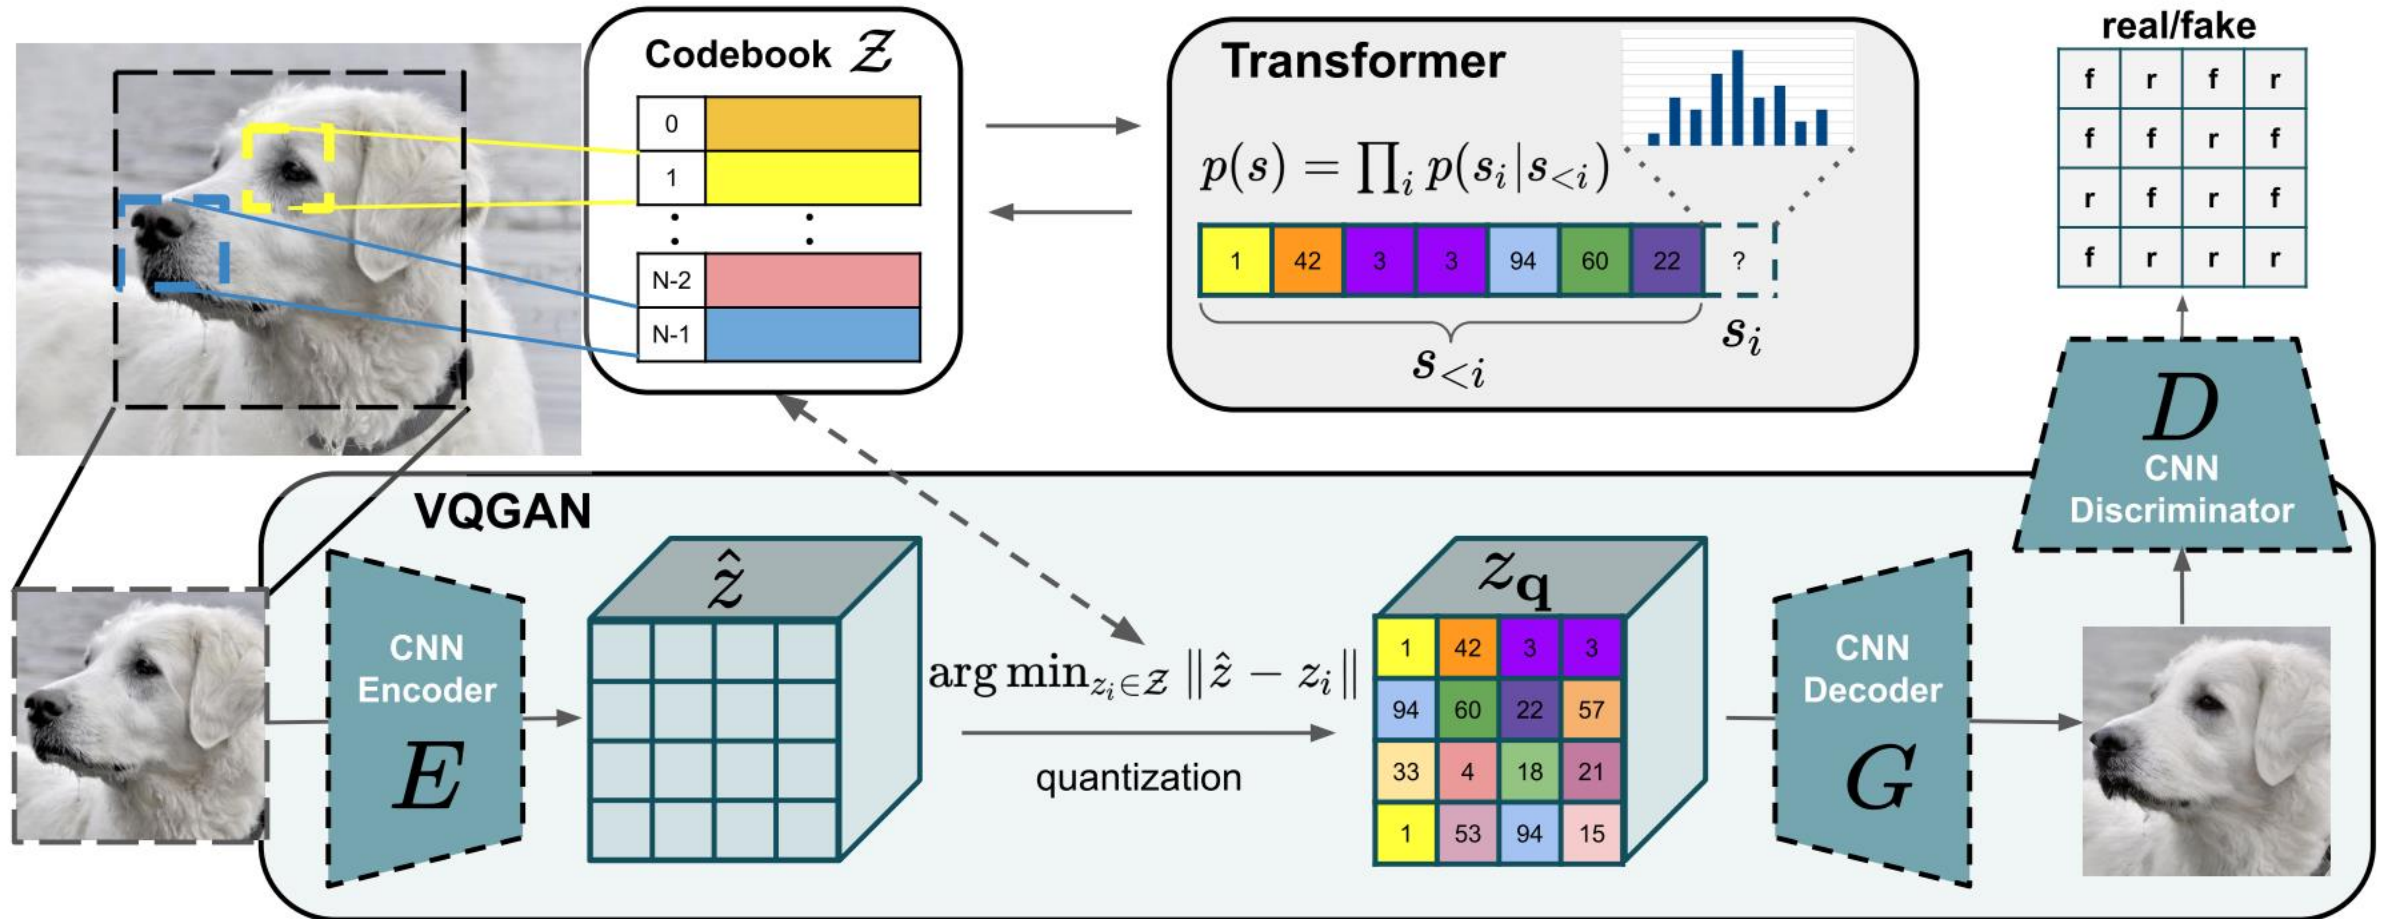 Codebook 𝒵
0
1
N-2
N-1
Transformer
p(s) = ∏ᵢ p(sᵢ|s<ᵢ)
1 42 3 3 94 60 22 ?
s<ᵢ sᵢ
real/fake
f r f r
f f r f
r f r f
f r r r
D
CNN
Discriminator
VQGAN
CNN
Encoder
E
ẑ
arg min_{zᵢ∈𝒵} ‖ẑ − zᵢ‖
quantization
z_q
1 42 3 3
94 60 22 57
33 4 18 21
1 53 94 15
CNN
Decoder
G